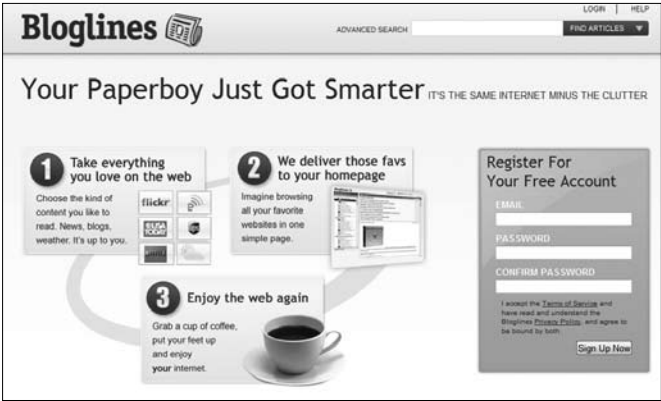 LOGIN | HELP
Bloglines
ADVANCED SEARCH
FIND ARTICLES
Your Paperboy Just Got Smarter IT'S THE SAME INTERNET MINUS THE CLUTTER
1 Take everything
you love on the web
Choose the kind of
content you like to
read. News, blogs,
weather. It's up to you.
flickr
USA
TODAY
2 We deliver those favs
to your homepage
Imagine browsing
all your favorite
websites in one
simple page.
3 Enjoy the web again
Grab a cup of coffee,
put your feet up
and enjoy
your internet.
Register For
Your Free Account
EMAIL
PASSWORD
CONFIRM PASSWORD
I accept the Terms of Service and
have read and understand the
Bloglines Privacy Policy, and agree to
be bound by both.
Sign Up Now